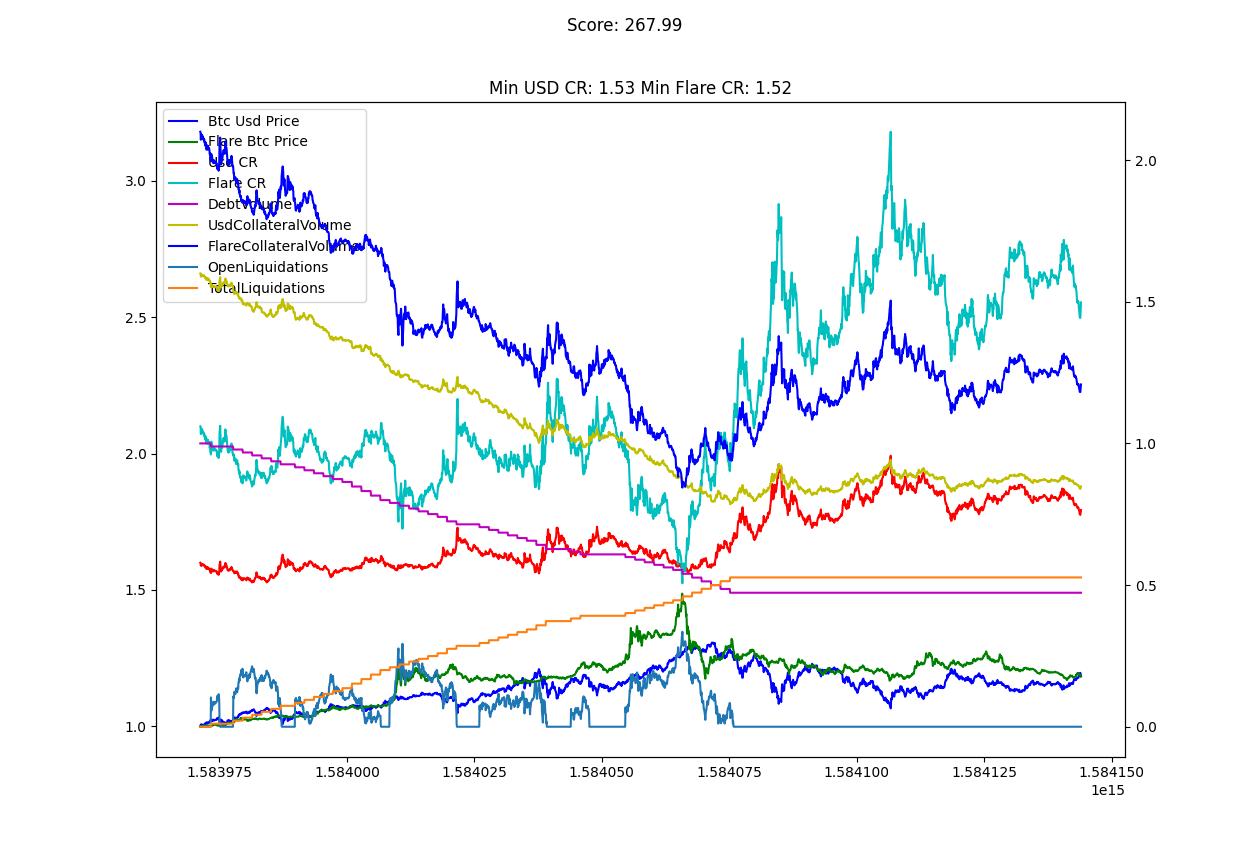 Score: 267.99
Min USD CR: 1.53 Min Flare CR: 1.52
Btc Usd Price
Flare Btc Price
Usd CR
Flare CR
DebtVolume
UsdCollateralVolume
FlareCollateralVolume
OpenLiquidations
TotalLiquidations
3.0
2.5
2.0
1.5
1.0
2.0
1.5
1.0
0.5
0.0
1.583975 1.584000 1.584025 1.584050 1.584075 1.584100 1.584125 1.584150
1e15